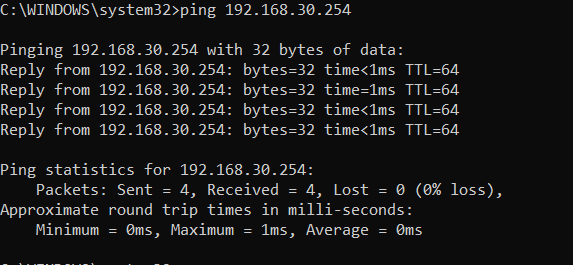 C:\WINDOWS\system32>ping 192.168.30.254
Pinging 192.168.30.254 with 32 bytes of data:
Reply from 192.168.30.254: bytes=32 time<1ms TTL=64
Reply from 192.168.30.254: bytes=32 time=1ms TTL=64
Reply from 192.168.30.254: bytes=32 time<1ms TTL=64
Reply from 192.168.30.254: bytes=32 time<1ms TTL=64
Ping statistics for 192.168.30.254:
Packets: Sent = 4, Received = 4, Lost = 0 (0% loss),
Approximate round trip times in milli-seconds:
Minimum = 0ms, Maximum = 1ms, Average = 0ms